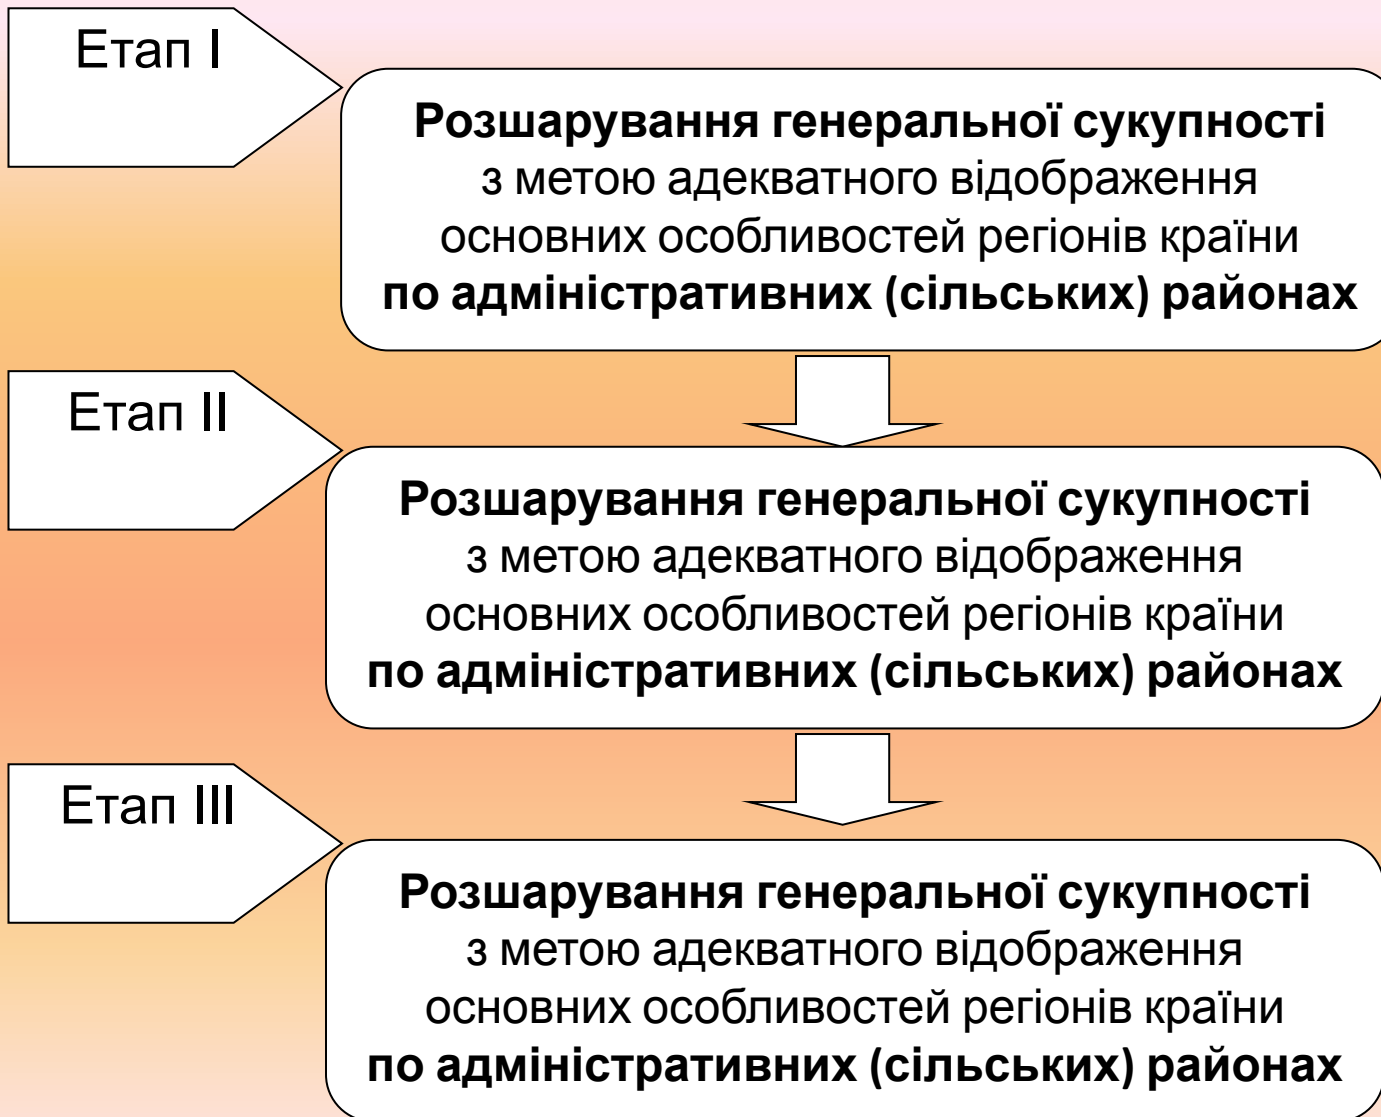 Етап I
Розшарування генеральної сукупності
з метою адекватного відображення
основних особливостей регіонів країни
по адміністративних (сільських) районах
Етап II
Розшарування генеральної сукупності
з метою адекватного відображення
основних особливостей регіонів країни
по адміністративних (сільських) районах
Етап III
Розшарування генеральної сукупності
з метою адекватного відображення
основних особливостей регіонів країни
по адміністративних (сільських) районах